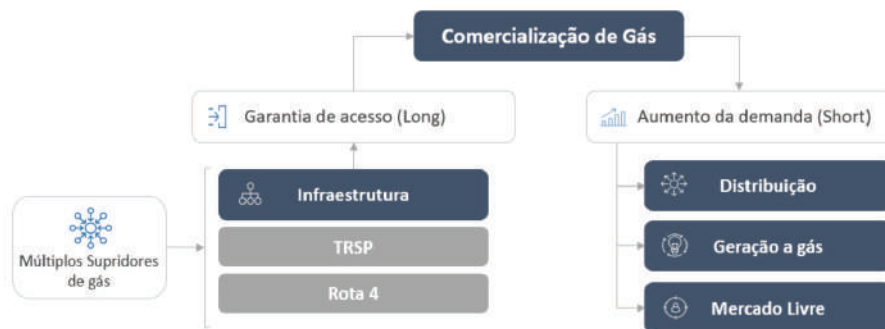 Comercialização de Gás
Garantia de acesso (Long)
Aumento da demanda (Short)
Infraestrutura
Distribuição
Múltiplos Supridores
de gás
TRSP
Geração a gás
Rota 4
Mercado Livre